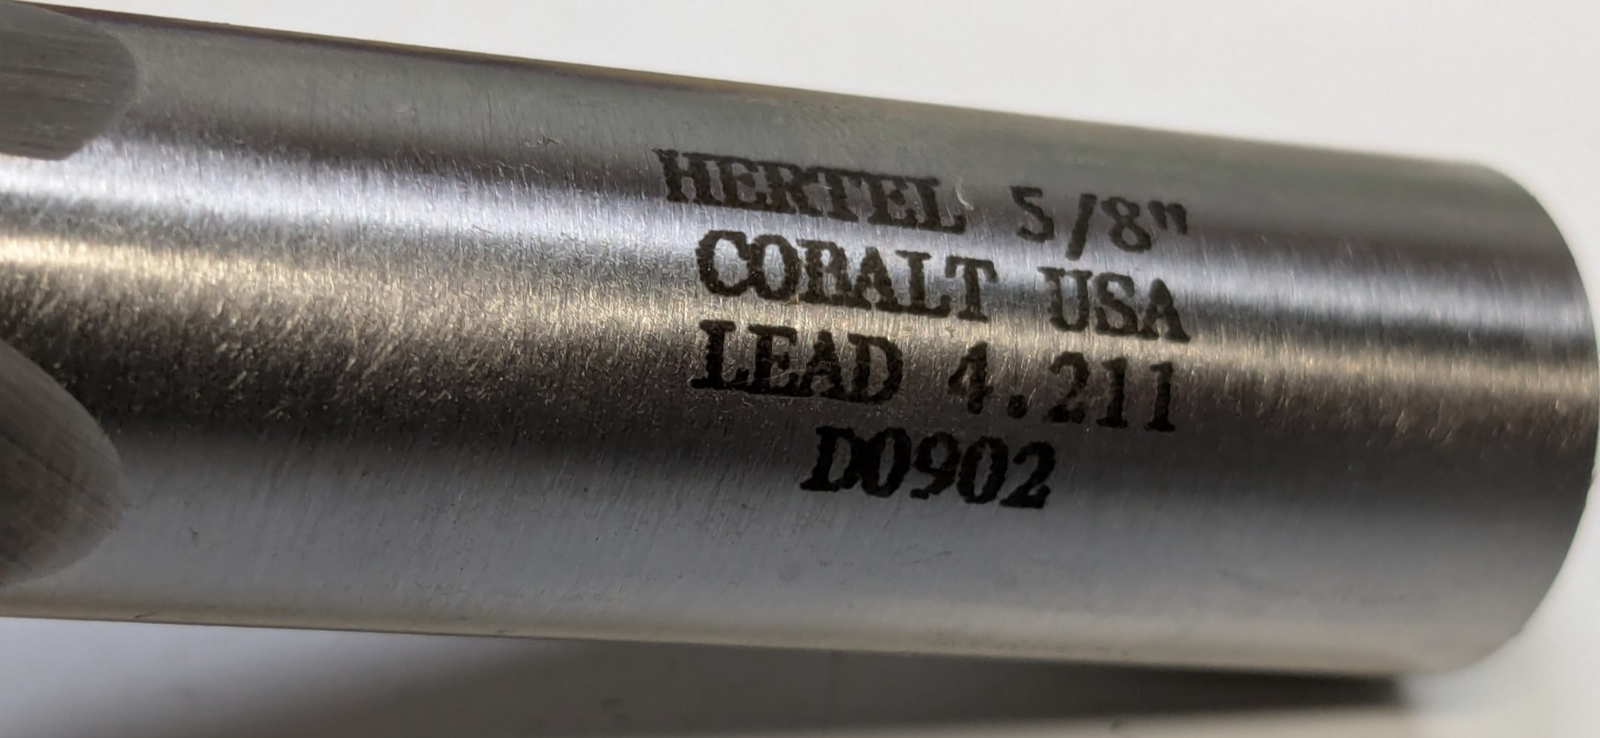 HERTEL 5/8"
COBALT USA
LEAD 4.211
D0902